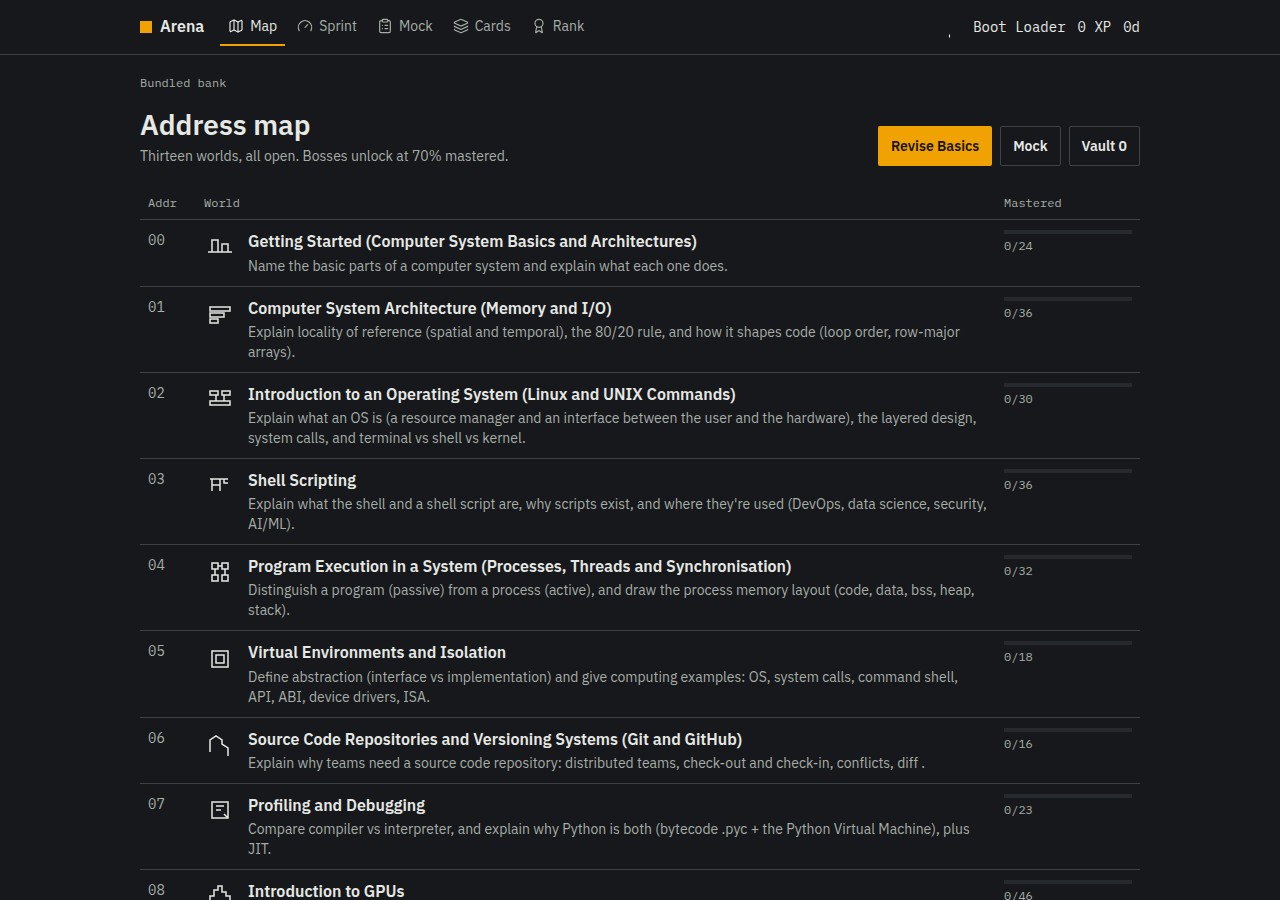 Arena Map Sprint Mock Cards Rank Boot Loader 0 XP 0d
Bundled bank
Address map
Thirteen worlds, all open. Bosses unlock at 70% mastered.
Revise Basics Mock Vault 0
Addr World Mastered
00 Getting Started (Computer System Basics and Architectures)
Name the basic parts of a computer system and explain what each one does.
0/24
01 Computer System Architecture (Memory and I/O)
Explain locality of reference (spatial and temporal), the 80/20 rule, and how it shapes code (loop order, row-major
arrays).
0/36
02 Introduction to an Operating System (Linux and UNIX Commands)
Explain what an OS is (a resource manager and an interface between the user and the hardware), the layered design,
system calls, and terminal vs shell vs kernel.
0/30
03 Shell Scripting
Explain what the shell and a shell script are, why scripts exist, and where they're used (DevOps, data science, security,
AI/ML).
0/36
04 Program Execution in a System (Processes, Threads and Synchronisation)
Distinguish a program (passive) from a process (active), and draw the process memory layout (code, data, bss, heap,
stack).
0/32
05 Virtual Environments and Isolation
Define abstraction (interface vs implementation) and give computing examples: OS, system calls, command shell,
API, ABI, device drivers, ISA.
0/18
06 Source Code Repositories and Versioning Systems (Git and GitHub)
Explain why teams need a source code repository: distributed teams, check-out and check-in, conflicts, diff .
0/16
07 Profiling and Debugging
Compare compiler vs interpreter, and explain why Python is both (bytecode .pyc + the Python Virtual Machine), plus
JIT.
0/23
08 Introduction to GPUs
0/46